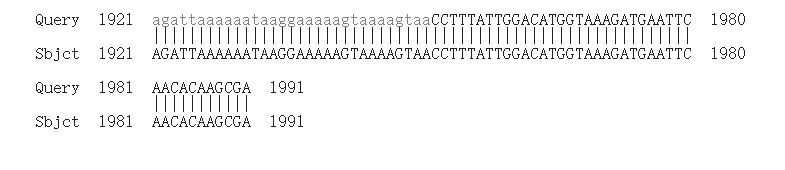 Query 1921 agattaaaaaataaggaaaaagtaaaagtaaCCTTTATTGGACATGGTAAAGATGAATTC 1980
||||||||||||||||||||||||||||||||||||||||||||||||||||||||||||
Sbjct 1921 AGATTAAAAAATAAGGAAAAAGTAAAAGTAACCTTTATTGGACATGGTAAAGATGAATTC 1980
Query 1981 AACACAAGCGA 1991
|||||||||||
Sbjct 1981 AACACAAGCGA 1991